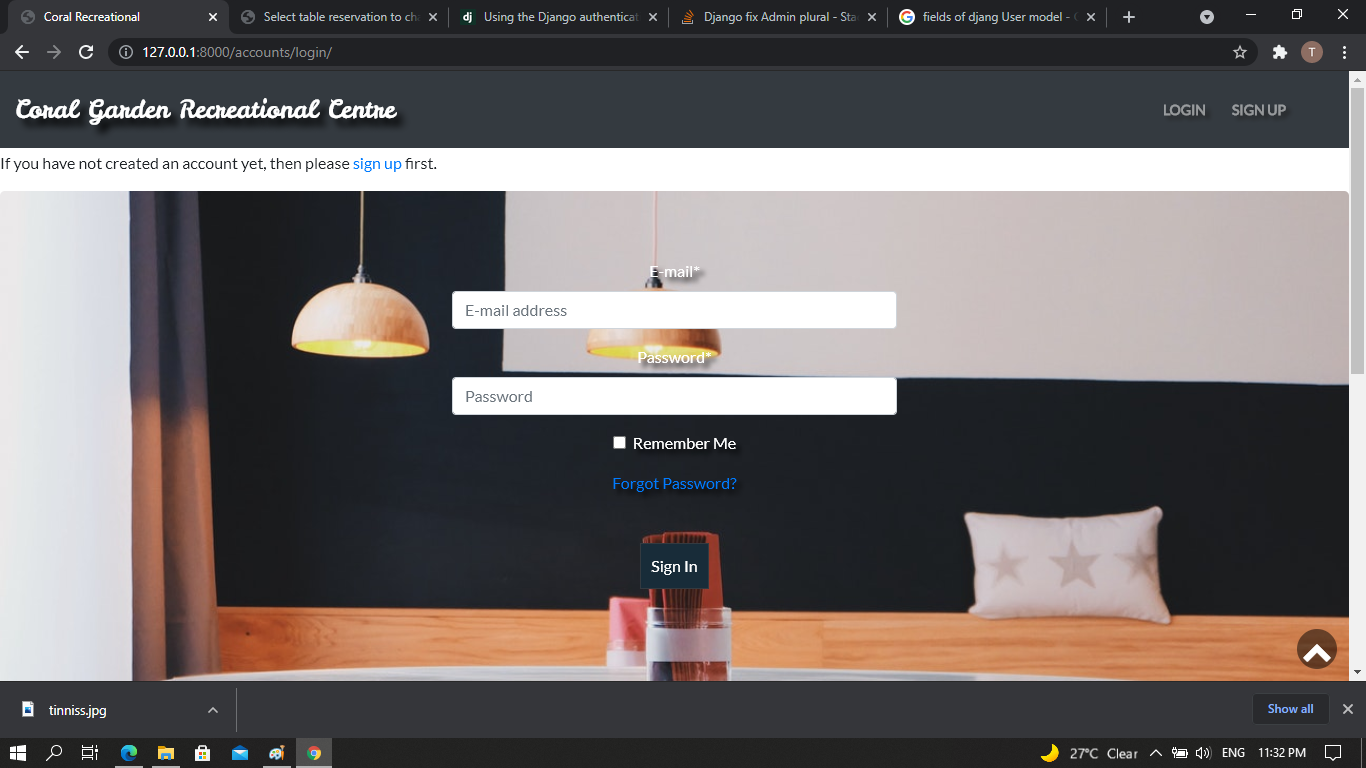 Coral Recreational
Select table reservation to cha
Using the Django authenticat
Django fix Admin plural - Stac
fields of djang User model - G
127.0.0.1:8000/accounts/login/
T
Coral Garden Recreational Centre
LOGIN
SIGN UP
If you have not created an account yet, then please sign up first.
E-mail*
E-mail address
Password*
Password
Remember Me
Forgot Password?
Sign In
tinniss.jpg
Show all
27°C Clear
ENG
11:32 PM